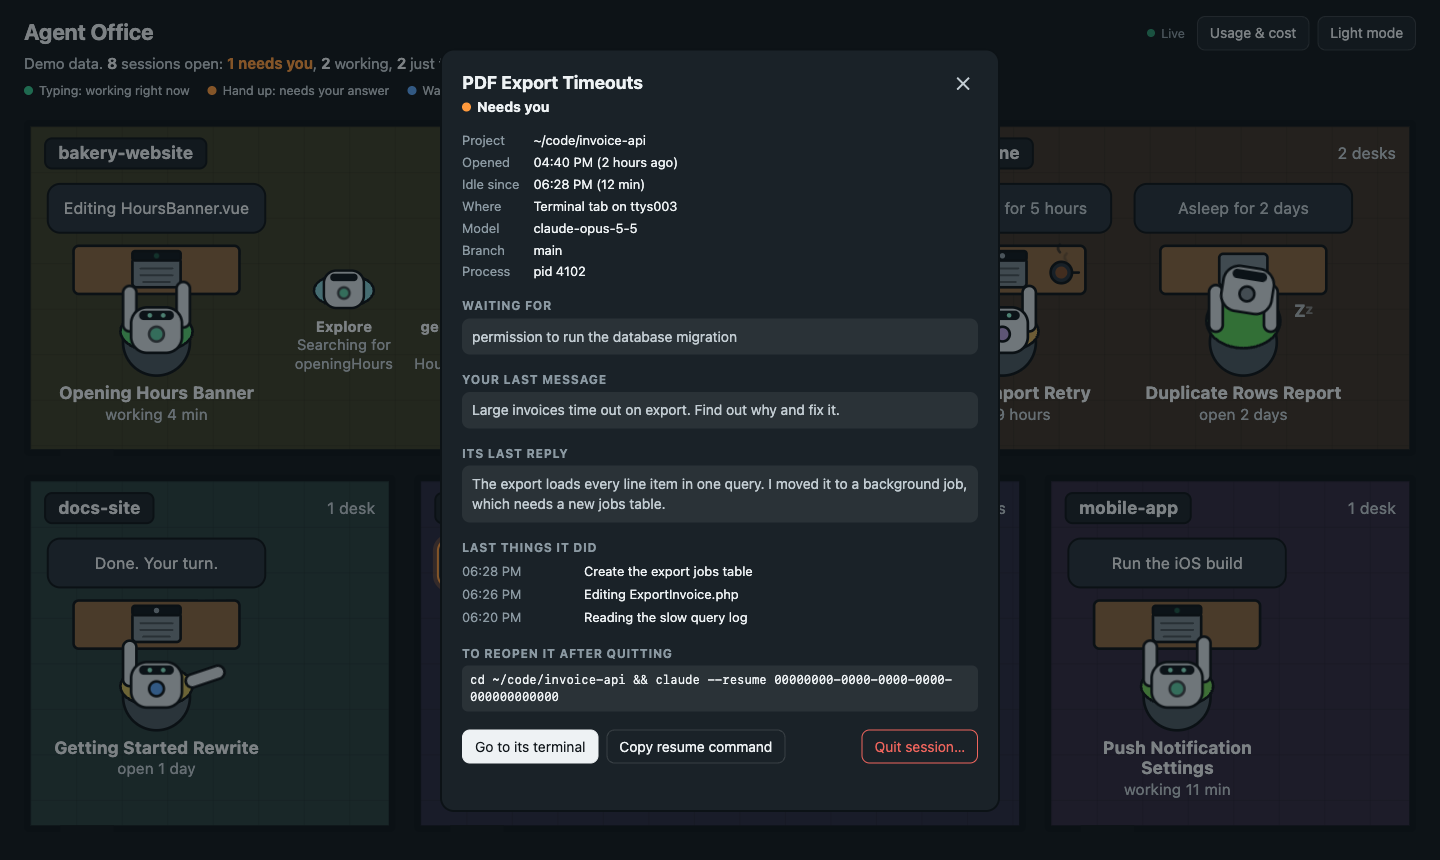 Agent Office
Live
Usage & cost
Light mode
Demo data. 8 sessions open: 1 needs you, 2 working, 2 just
Typing: working right now
Hand up: needs your answer
PDF Export Timeouts
Needs you
Project ~/code/invoice-api
Opened 04:40 PM (2 hours ago)
Idle since 06:28 PM (12 min)
Where Terminal tab on ttys003
Model claude-opus-5-5
Branch main
Process pid 4102
WAITING FOR
permission to run the database migration
YOUR LAST MESSAGE
Large invoices time out on export. Find out why and fix it.
ITS LAST REPLY
The export loads every line item in one query. I moved it to a background job,
which needs a new jobs table.
LAST THINGS IT DID
06:28 PM Create the export jobs table
06:26 PM Editing ExportInvoice.php
06:20 PM Reading the slow query log
TO REOPEN IT AFTER QUITTING
cd ~/code/invoice-api && claude --resume 00000000-0000-0000-0000-
000000000000
Go to its terminal
Copy resume command
Quit session…
bakery-website
Editing HoursBanner.vue
Opening Hours Banner
working 4 min
Explore
Searching for
openingHours
2 desks
for 5 hours
Retry
hours
Asleep for 2 days
Zz
Duplicate Rows Report
open 2 days
docs-site
1 desk
Done. Your turn.
Getting Started Rewrite
open 1 day
mobile-app
1 desk
Run the iOS build
Push Notification
Settings
working 11 min